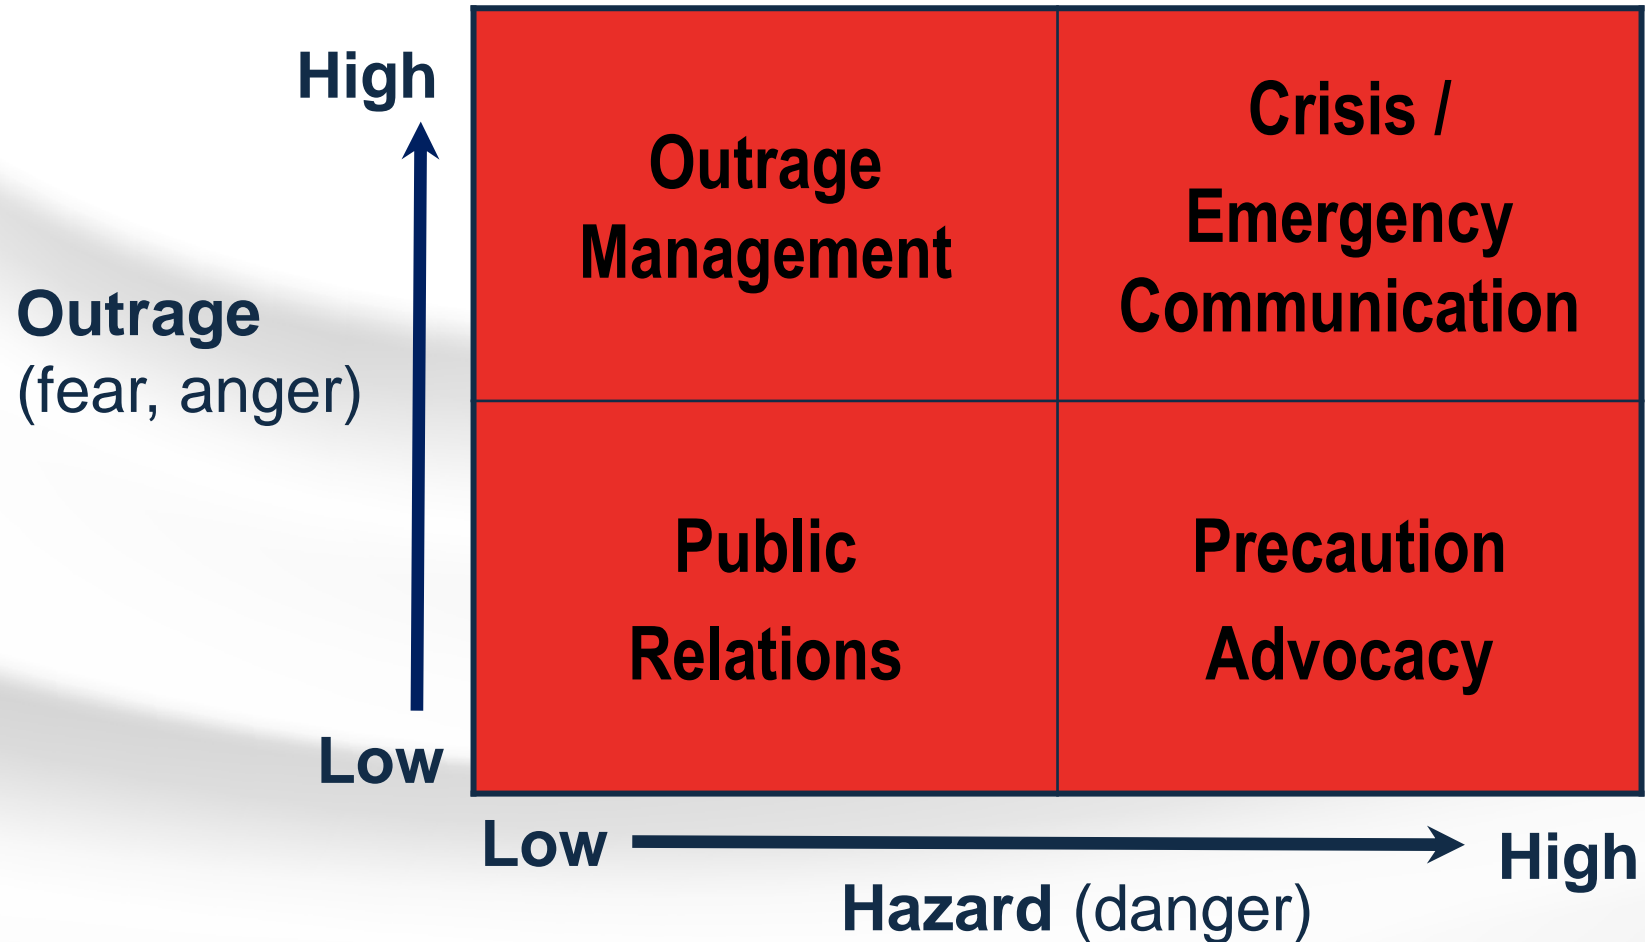 High
Outrage
(fear, anger)
Low
Outrage
Management
Crisis /
Emergency
Communication
Public
Relations
Precaution
Advocacy
Low
High
Hazard (danger)